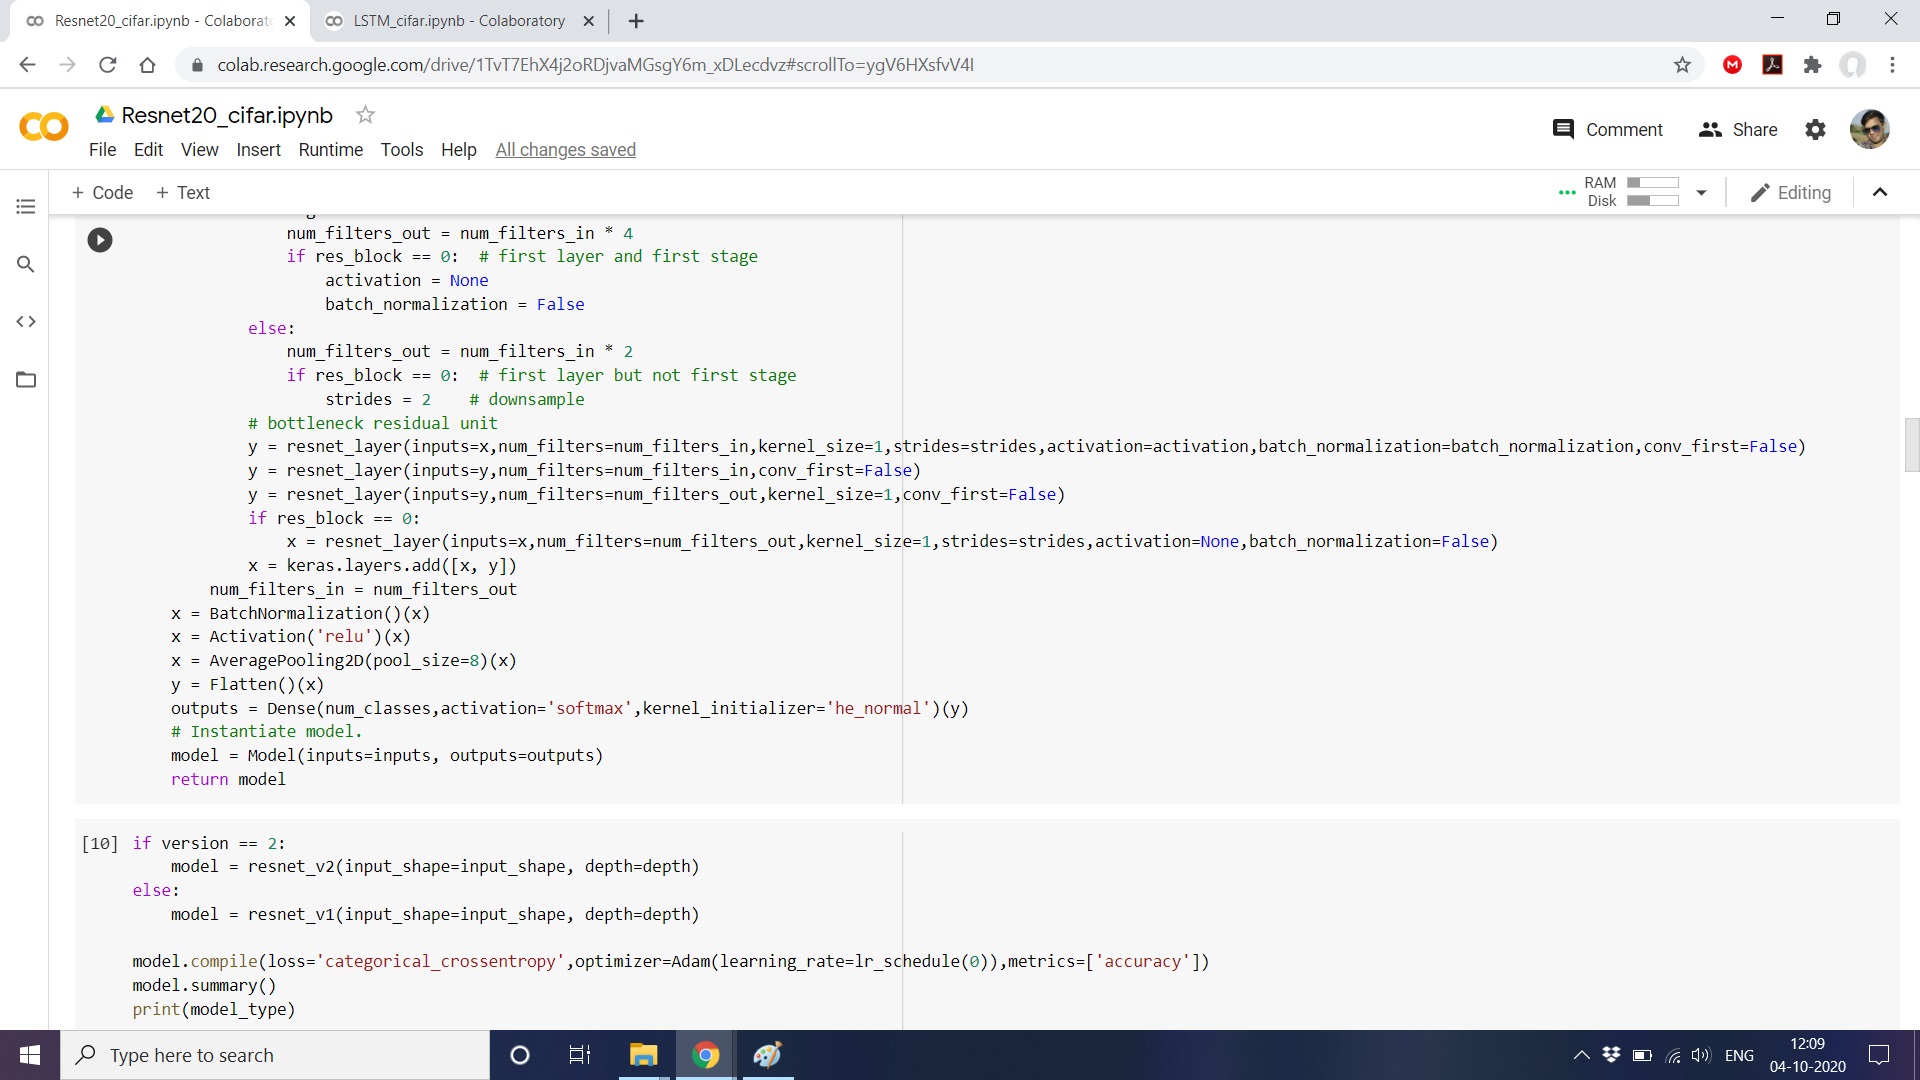 Resnet20_cifar.ipynb - Colaborat
LSTM_cifar.ipynb - Colaboratory
colab.research.google.com/drive/1TvT7EhX4j2oRDjvaMGsgY6m_xDLecdvz#scrollTo=ygV6HXsfvV4I
Resnet20_cifar.ipynb
File Edit View Insert Runtime Tools Help All changes saved
Comment Share
+ Code + Text
RAM
Disk
Editing
num_filters_out = num_filters_in * 4
if res_block == 0:  # first layer and first stage
activation = None
batch_normalization = False
else:
num_filters_out = num_filters_in * 2
if res_block == 0:  # first layer but not first stage
strides = 2    # downsample
# bottleneck residual unit
y = resnet_layer(inputs=x,num_filters=num_filters_in,kernel_size=1,strides=strides,activation=activation,batch_normalization=batch_normalization,conv_first=False)
y = resnet_layer(inputs=y,num_filters=num_filters_in,conv_first=False)
y = resnet_layer(inputs=y,num_filters=num_filters_out,kernel_size=1,conv_first=False)
if res_block == 0:
x = resnet_layer(inputs=x,num_filters=num_filters_out,kernel_size=1,strides=strides,activation=None,batch_normalization=False)
x = keras.layers.add([x, y])
num_filters_in = num_filters_out
x = BatchNormalization()(x)
x = Activation('relu')(x)
x = AveragePooling2D(pool_size=8)(x)
y = Flatten()(x)
outputs = Dense(num_classes,activation='softmax',kernel_initializer='he_normal')(y)
# Instantiate model.
model = Model(inputs=inputs, outputs=outputs)
return model
[10] if version == 2:
model = resnet_v2(input_shape=input_shape, depth=depth)
else:
model = resnet_v1(input_shape=input_shape, depth=depth)
model.compile(loss='categorical_crossentropy',optimizer=Adam(learning_rate=lr_schedule(0)),metrics=['accuracy'])
model.summary()
print(model_type)
Type here to search
ENG
12:09
04-10-2020